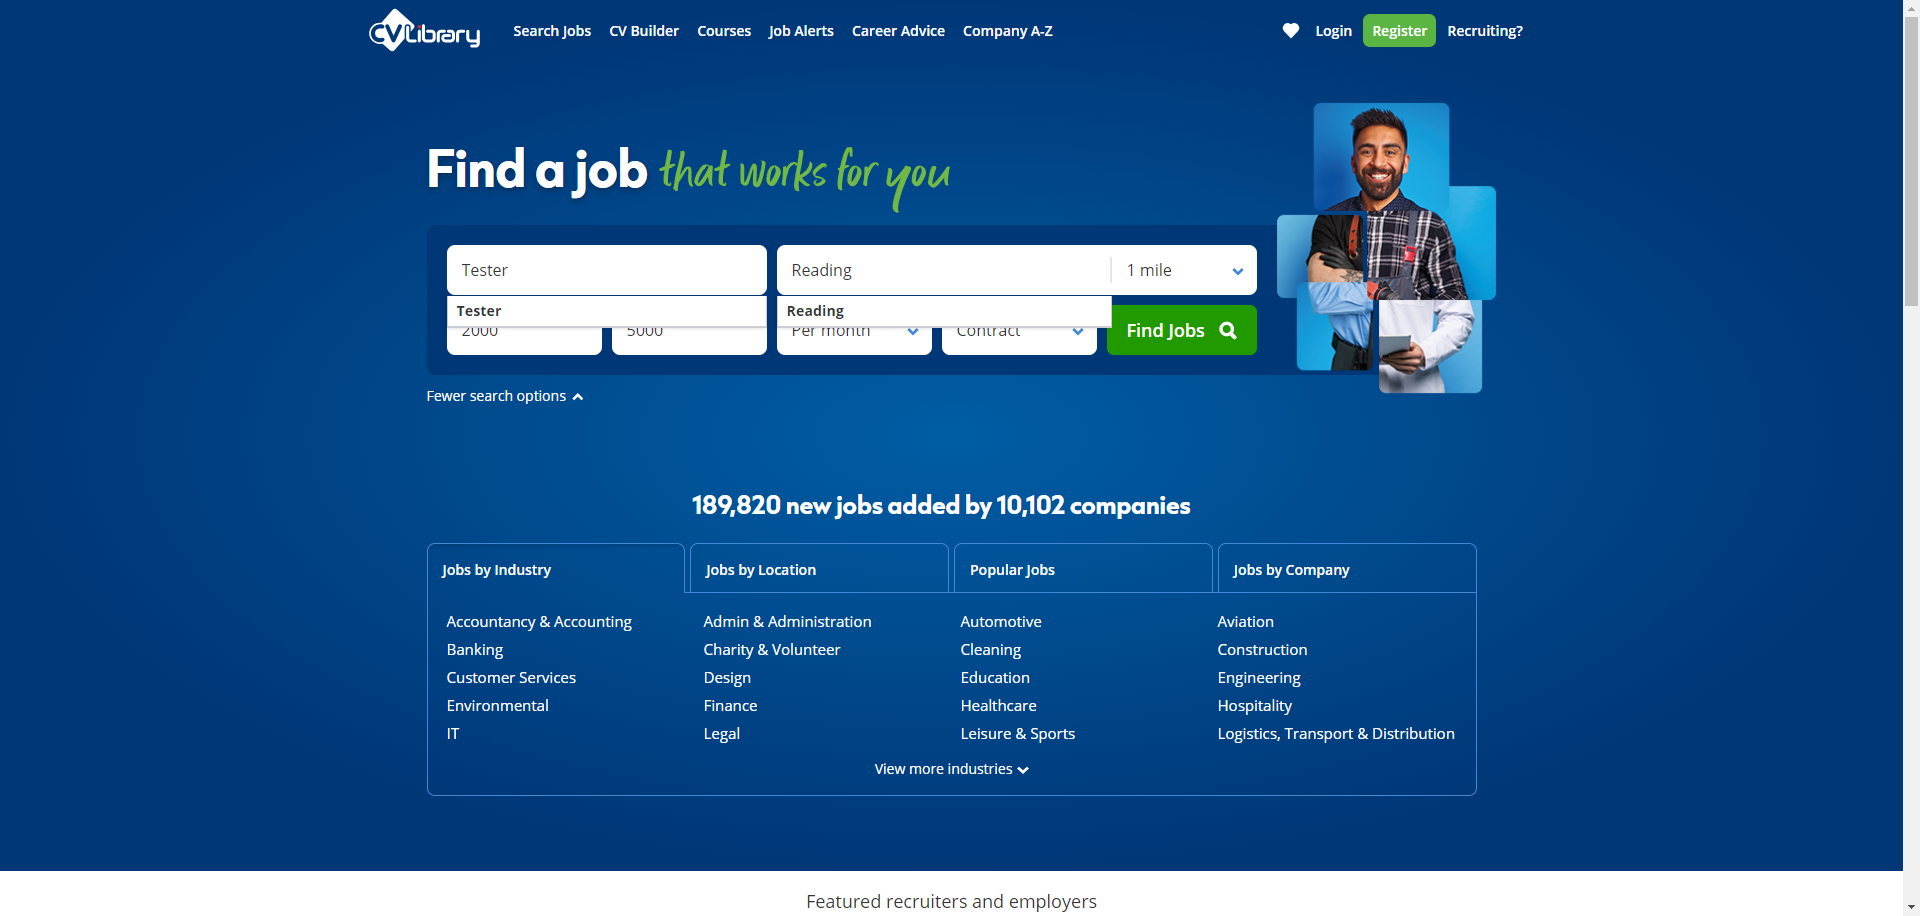 CV Library
Search Jobs
CV Builder
Courses
Job Alerts
Career Advice
Company A-Z
Login
Register
Recruiting?
Find a job that works for you
Tester
Reading
1 mile
Tester
Reading
2000
5000
Per month
Contract
Find Jobs
Fewer search options
189,820 new jobs added by 10,102 companies
Jobs by Industry
Jobs by Location
Popular Jobs
Jobs by Company
Accountancy & Accounting
Admin & Administration
Automotive
Aviation
Banking
Charity & Volunteer
Cleaning
Construction
Customer Services
Design
Education
Engineering
Environmental
Finance
Healthcare
Hospitality
IT
Legal
Leisure & Sports
Logistics, Transport & Distribution
View more industries
Featured recruiters and employers